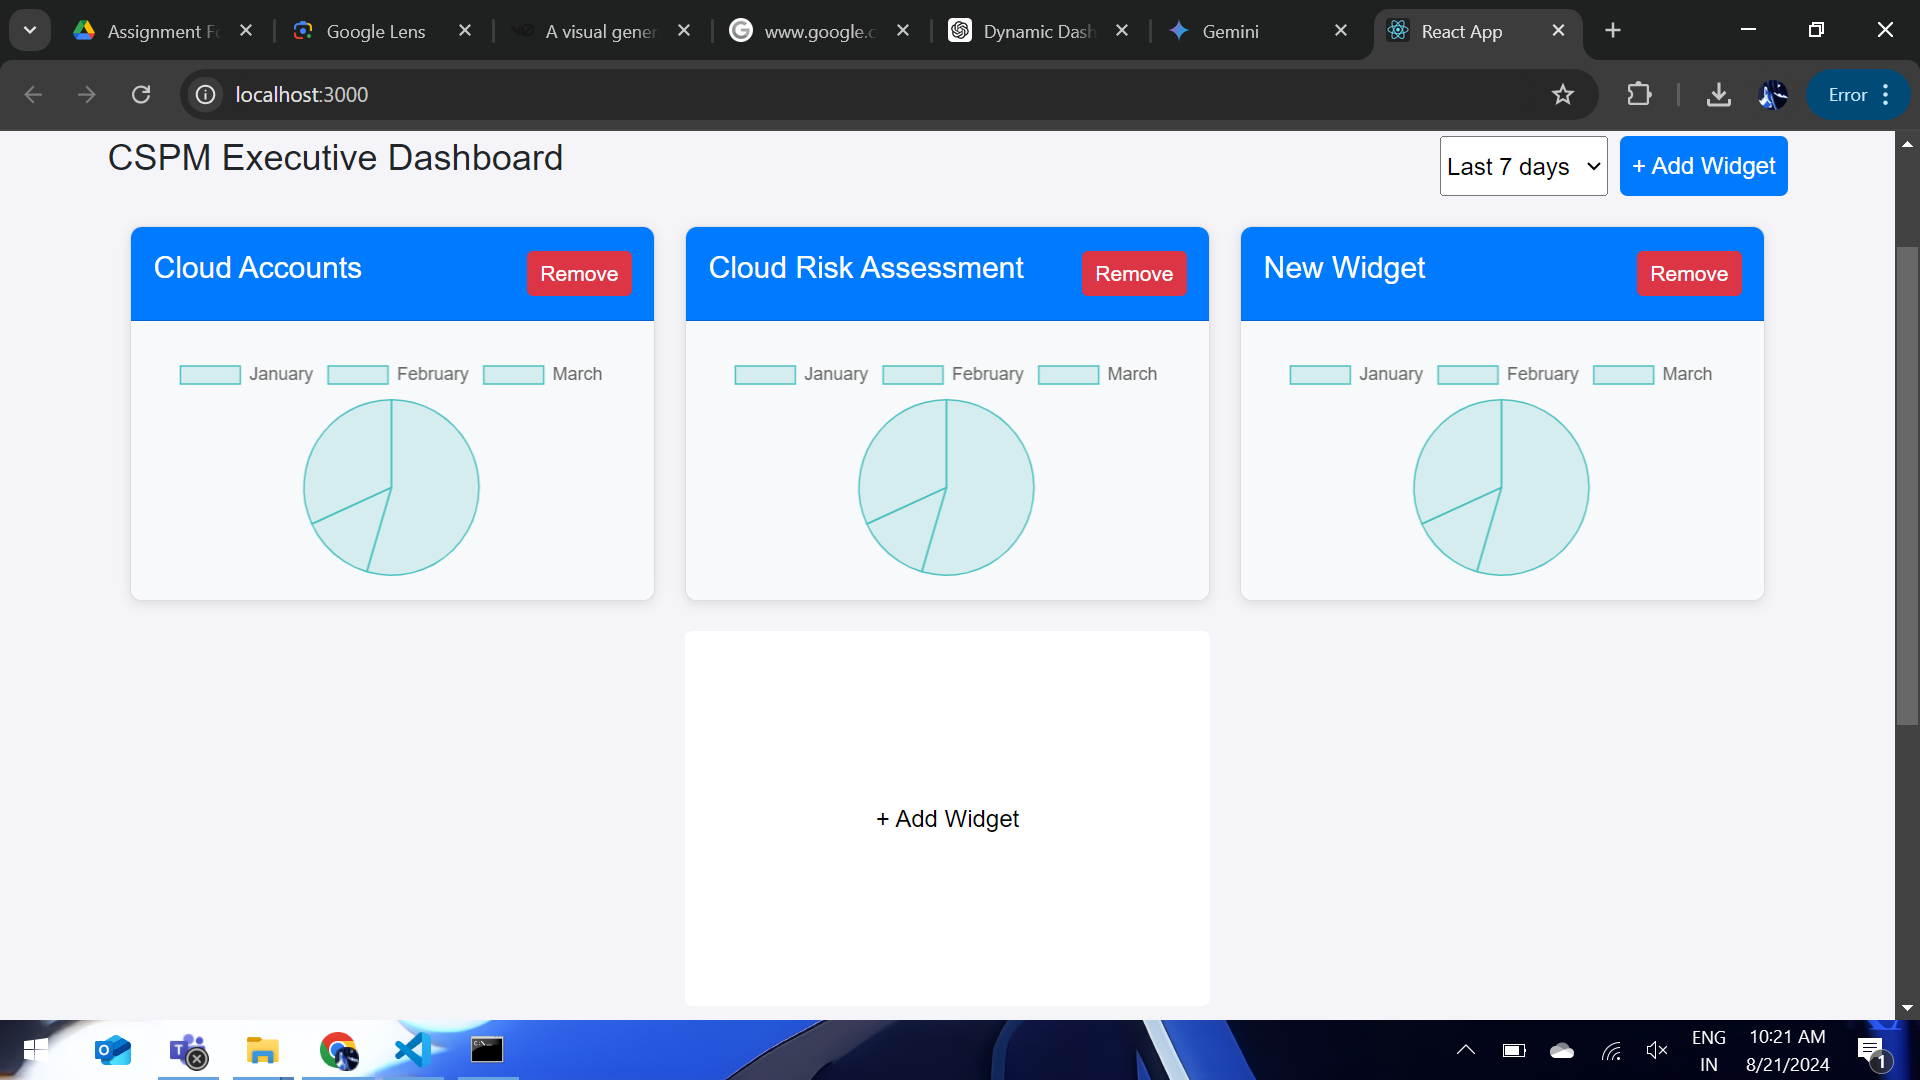 Assignment Fo
Google Lens
A visual gener
www.google.c
Dynamic Dash
Gemini
React App
localhost:3000
Error
CSPM Executive Dashboard
Last 7 days
+ Add Widget
Cloud Accounts
Remove
Cloud Risk Assessment
Remove
New Widget
Remove
January February March
January February March
January February March
+ Add Widget
ENG
IN
10:21 AM
8/21/2024
1